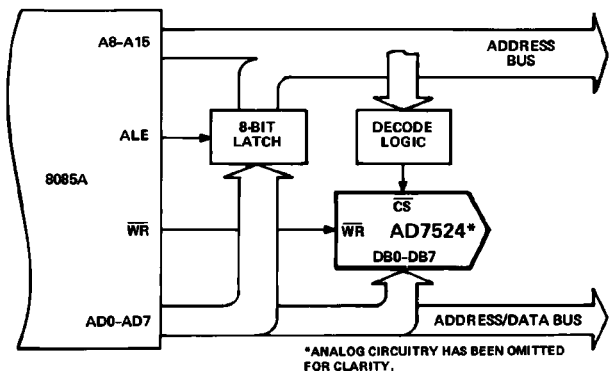 A8–A15
ADDRESS
BUS
ALE
8-BIT
LATCH
DECODE
LOGIC
8085A
CS
WR
WR
AD7524*
DB0–DB7
AD0–AD7
ADDRESS/DATA BUS
*ANALOG CIRCUITRY HAS BEEN OMITTED
FOR CLARITY.